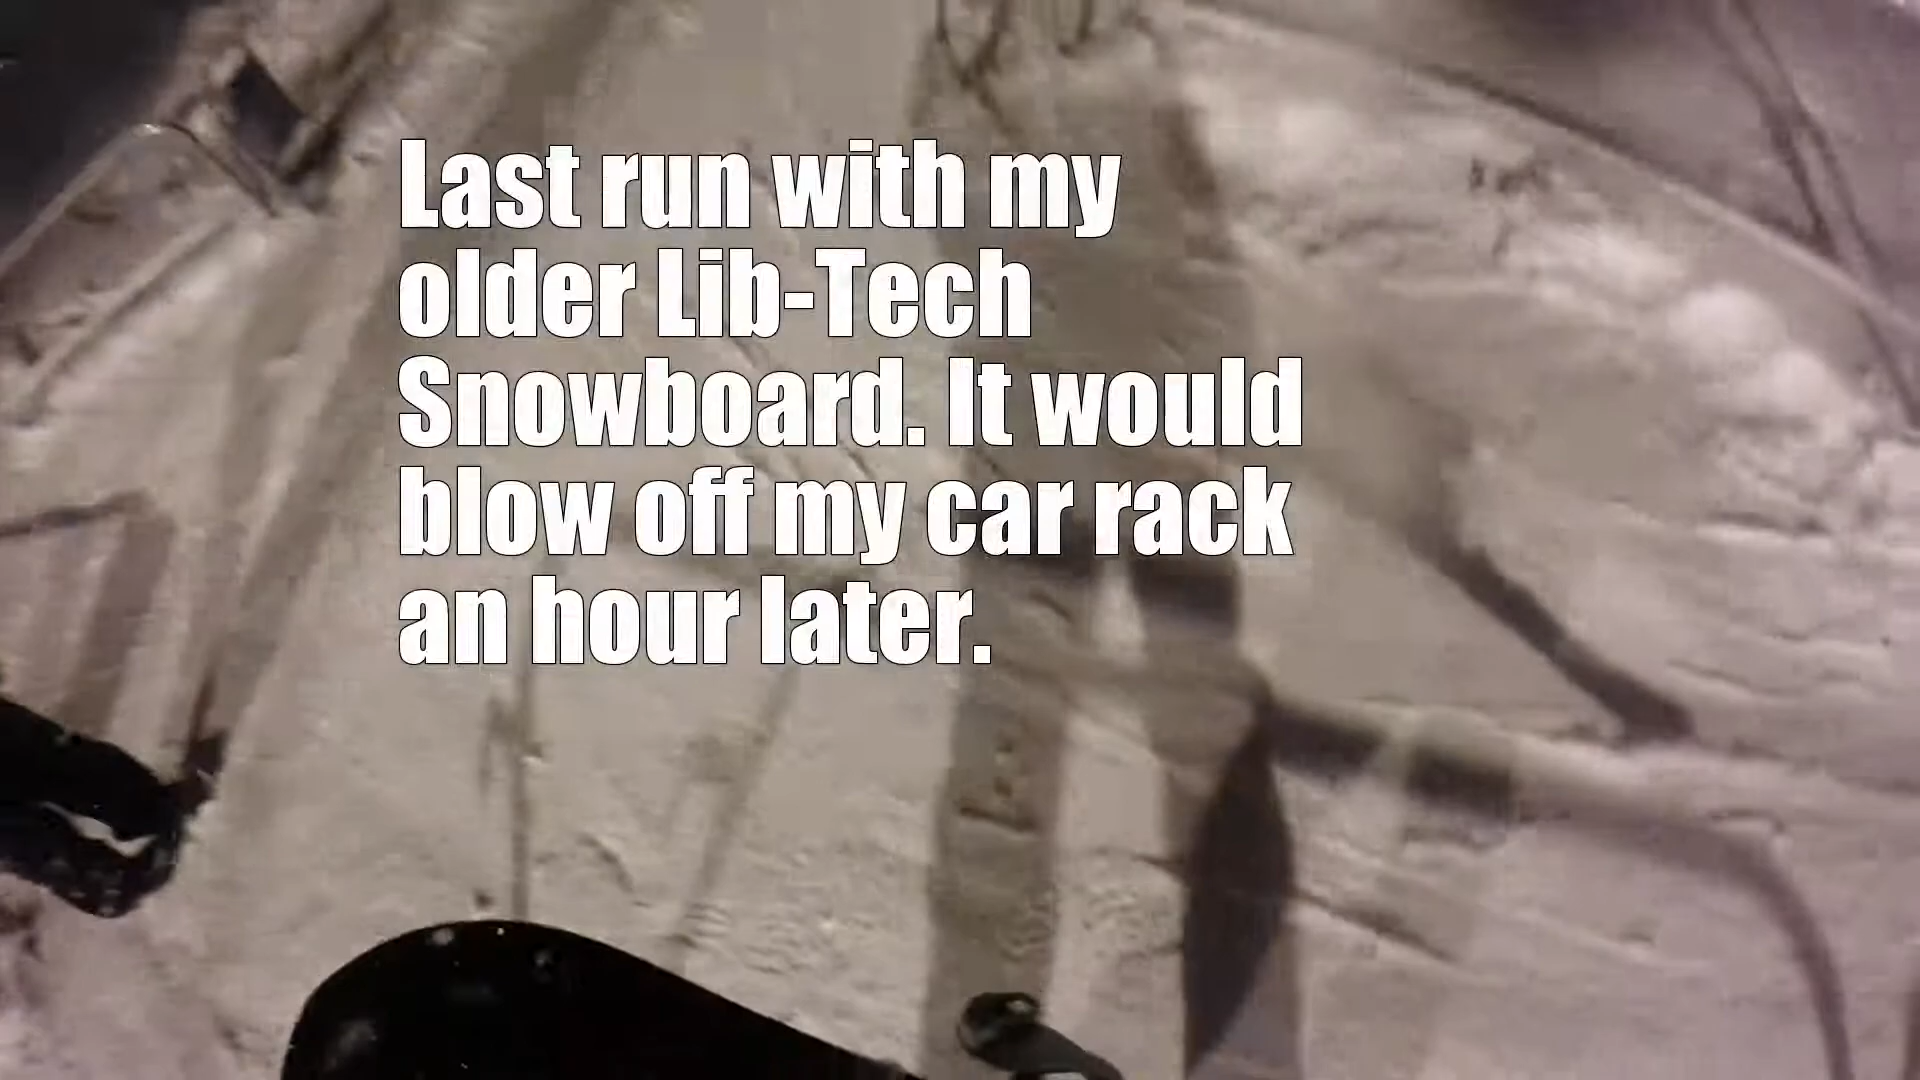 Last run with my
older Lib-Tech
Snowboard. It would
blow off my car rack
an hour later.